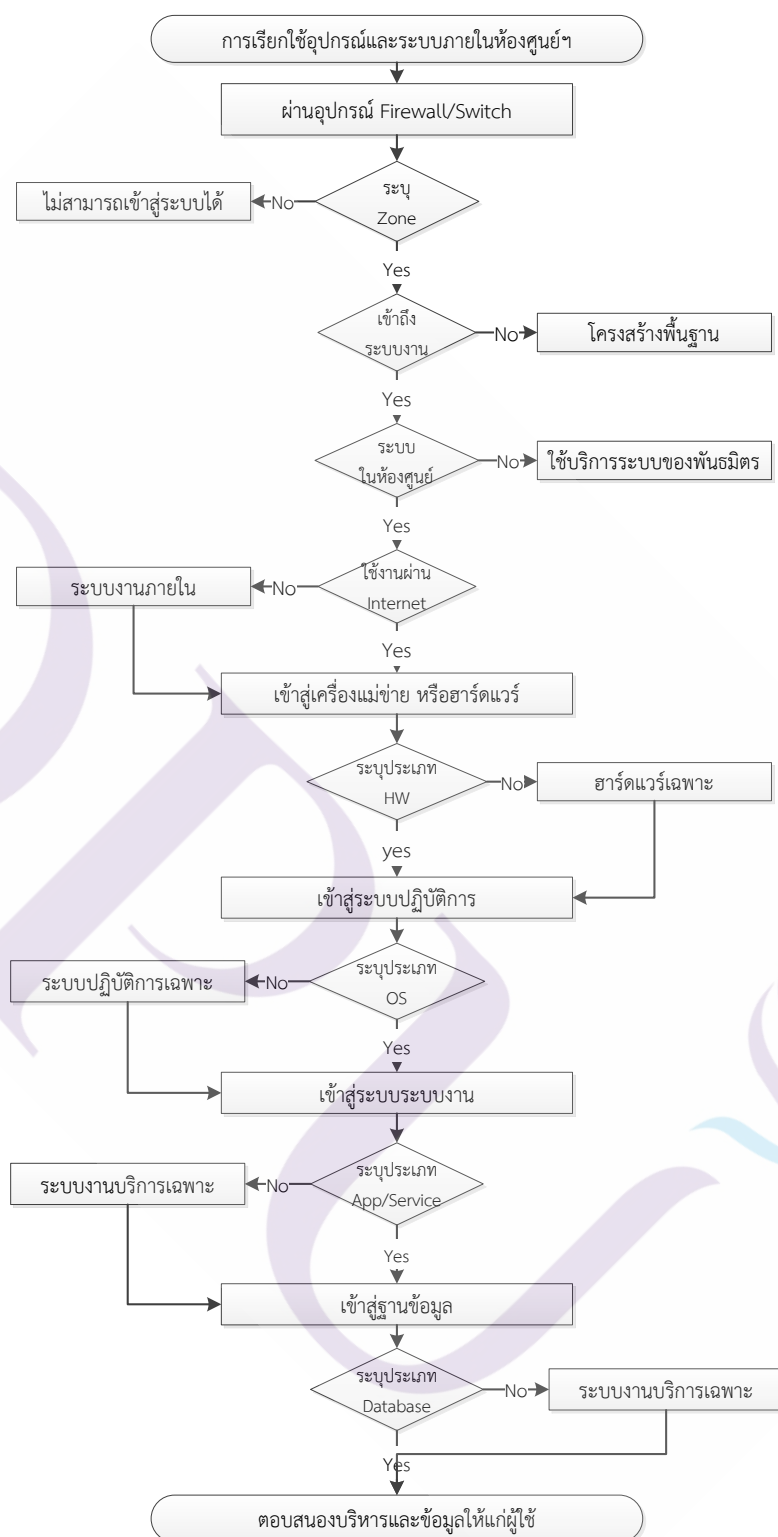 การเรียกใช้อุปกรณ์และระบบภายในห้องศูนย์ฯ
ผ่านอุปกรณ์ Firewall/Switch
ระบุ
Zone
No
ไม่สามารถเข้าสู่ระบบได้
Yes
เข้าถึง
ระบบงาน
No
โครงสร้างพื้นฐาน
Yes
ระบบ
ในห้องศูนย์
No
ใช้บริการระบบของพันธมิตร
Yes
ใช้งานผ่าน
Internet
No
ระบบงานภายใน
Yes
เข้าสู่เครื่องแม่ข่าย หรือฮาร์ดแวร์
ระบุประเภท
HW
No
ฮาร์ดแวร์เฉพาะ
yes
เข้าสู่ระบบปฏิบัติการ
ระบุประเภท
OS
No
ระบบปฏิบัติการเฉพาะ
Yes
เข้าสู่ระบบระบบงาน
ระบุประเภท
App/Service
No
ระบบงานบริการเฉพาะ
Yes
เข้าสู่ฐานข้อมูล
ระบุประเภท
Database
No
ระบบงานบริการเฉพาะ
Yes
ตอบสนองบริหารและข้อมูลให้แก่ผู้ใช้